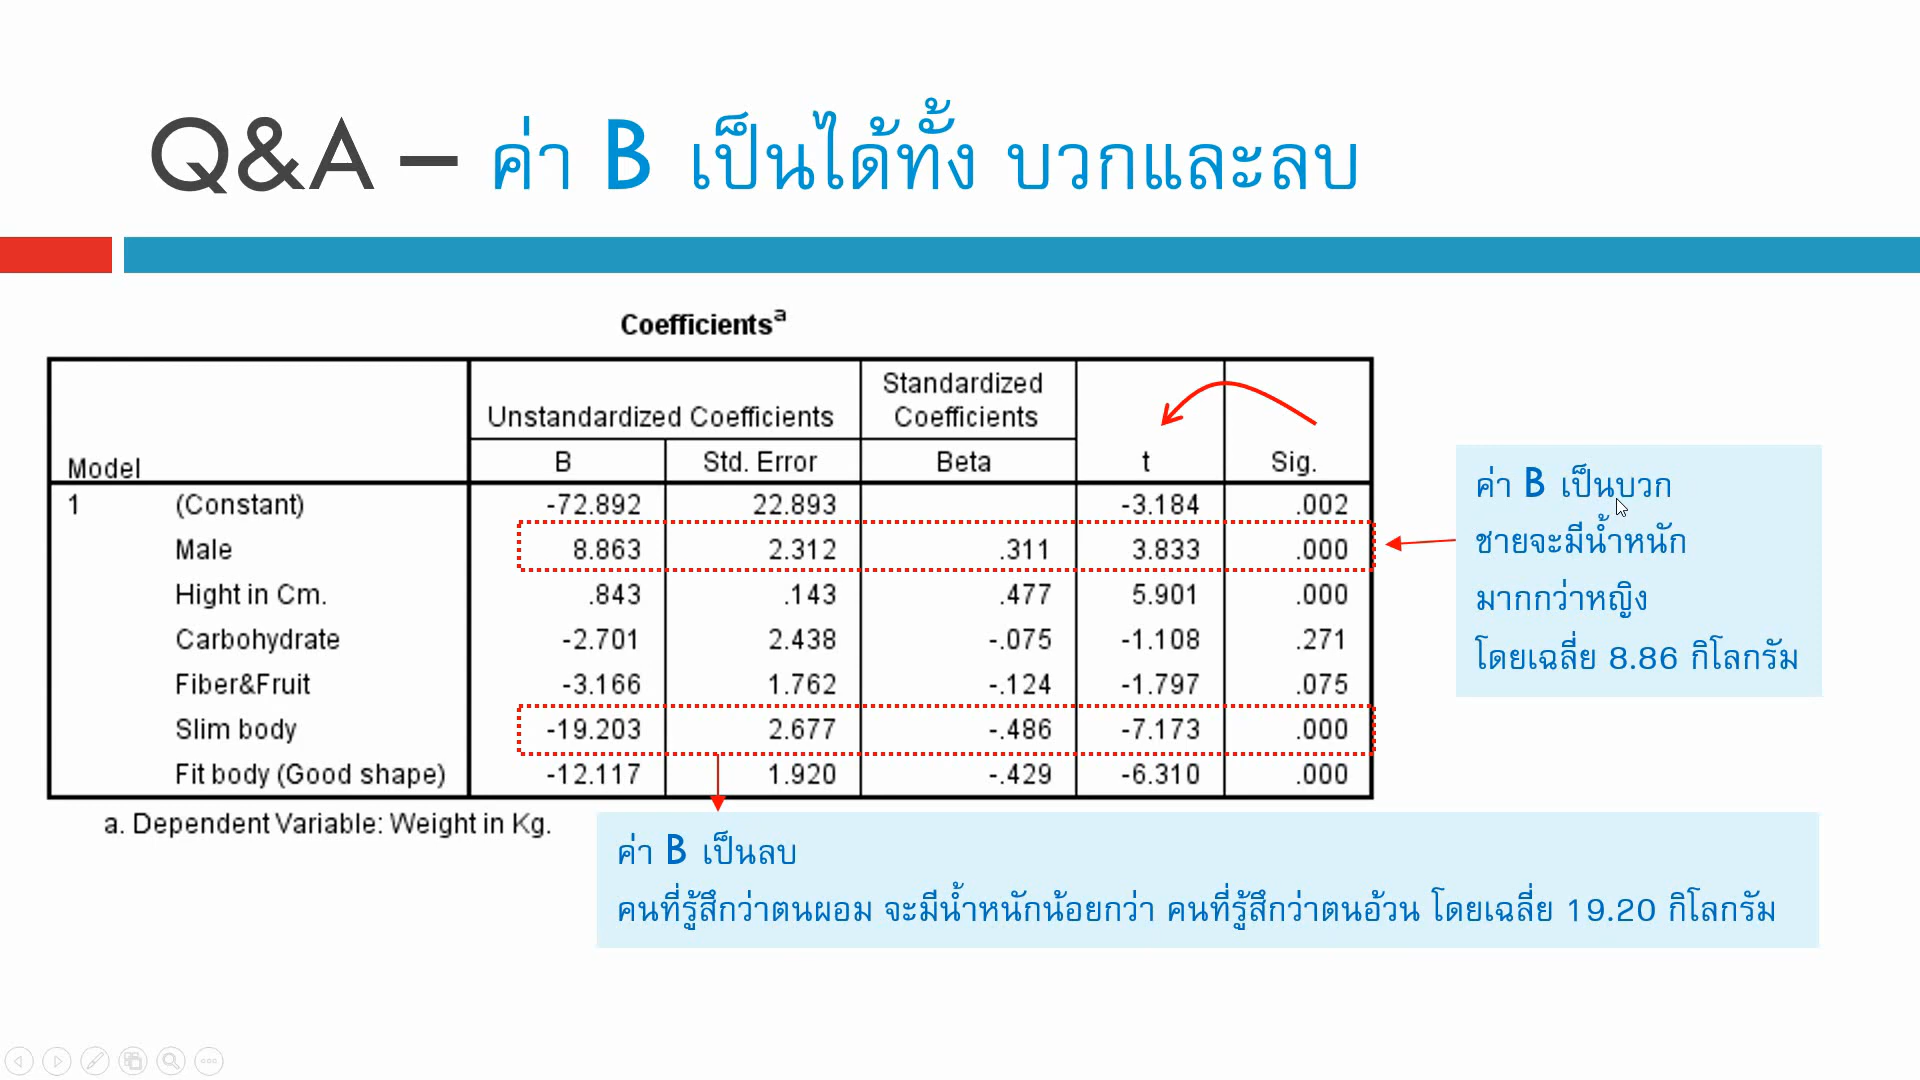 Q&A – ค่า B เป็นได้ทั้ง บวกและลบ
Coefficientsᵃ
Model Unstandardized Coefficients Standardized Coefficients t Sig.
B Std. Error Beta
1 (Constant) -72.892 22.893 -3.184 .002
Male 8.863 2.312 .311 3.833 .000
Hight in Cm. .843 .143 .477 5.901 .000
Carbohydrate -2.701 2.438 -.075 -1.108 .271
Fiber&Fruit -3.166 1.762 -.124 -1.797 .075
Slim body -19.203 2.677 -.486 -7.173 .000
Fit body (Good shape) -12.117 1.920 -.429 -6.310 .000
a. Dependent Variable: Weight in Kg.
ค่า B เป็นบวก
ชายจะมีน้ำหนัก
มากกว่าหญิง
โดยเฉลี่ย 8.86 กิโลกรัม
ค่า B เป็นลบ
คนที่รู้สึกว่าตนผอม จะมีน้ำหนักน้อยกว่า คนที่รู้สึกว่าตนอ้วน โดยเฉลี่ย 19.20 กิโลกรัม